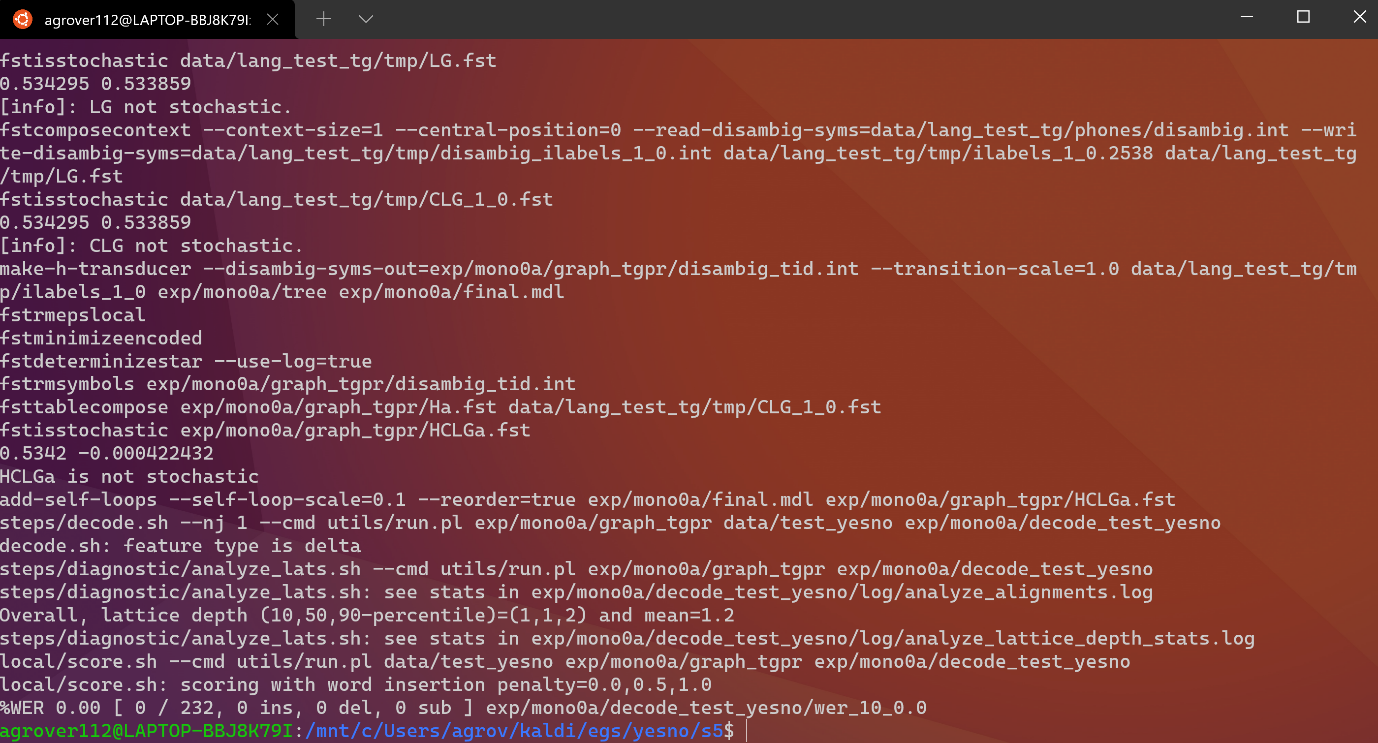 agrover112@LAPTOP-BBJ8K79I:
fstisstochastic data/lang_test_tg/tmp/LG.fst
0.534295 0.533859
[info]: LG not stochastic.
fstcomposecontext --context-size=1 --central-position=0 --read-disambig-syms=data/lang_test_tg/phones/disambig.int --wri
te-disambig-syms=data/lang_test_tg/tmp/disambig_ilabels_1_0.int data/lang_test_tg/tmp/ilabels_1_0.2538 data/lang_test_tg
/tmp/LG.fst
fstisstochastic data/lang_test_tg/tmp/CLG_1_0.fst
0.534295 0.533859
[info]: CLG not stochastic.
make-h-transducer --disambig-syms-out=exp/mono0a/graph_tgpr/disambig_tid.int --transition-scale=1.0 data/lang_test_tg/tm
p/ilabels_1_0 exp/mono0a/tree exp/mono0a/final.mdl
fstrmepslocal
fstminimizeencoded
fstdeterminizestar --use-log=true
fstrmsymbols exp/mono0a/graph_tgpr/disambig_tid.int
fsttablecompose exp/mono0a/graph_tgpr/Ha.fst data/lang_test_tg/tmp/CLG_1_0.fst
fstisstochastic exp/mono0a/graph_tgpr/HCLGa.fst
0.5342 -0.000422432
HCLGa is not stochastic
add-self-loops --self-loop-scale=0.1 --reorder=true exp/mono0a/final.mdl exp/mono0a/graph_tgpr/HCLGa.fst
steps/decode.sh --nj 1 --cmd utils/run.pl exp/mono0a/graph_tgpr data/test_yesno exp/mono0a/decode_test_yesno
decode.sh: feature type is delta
steps/diagnostic/analyze_lats.sh --cmd utils/run.pl exp/mono0a/graph_tgpr exp/mono0a/decode_test_yesno
steps/diagnostic/analyze_lats.sh: see stats in exp/mono0a/decode_test_yesno/log/analyze_alignments.log
Overall, lattice depth (10,50,90-percentile)=(1,1,2) and mean=1.2
steps/diagnostic/analyze_lats.sh: see stats in exp/mono0a/decode_test_yesno/log/analyze_lattice_depth_stats.log
local/score.sh --cmd utils/run.pl data/test_yesno exp/mono0a/graph_tgpr exp/mono0a/decode_test_yesno
local/score.sh: scoring with word insertion penalty=0.0,0.5,1.0
%WER 0.00 [ 0 / 232, 0 ins, 0 del, 0 sub ] exp/mono0a/decode_test_yesno/wer_10_0.0
agrover112@LAPTOP-BBJ8K79I:/mnt/c/Users/agrov/kaldi/egs/yesno/s5$